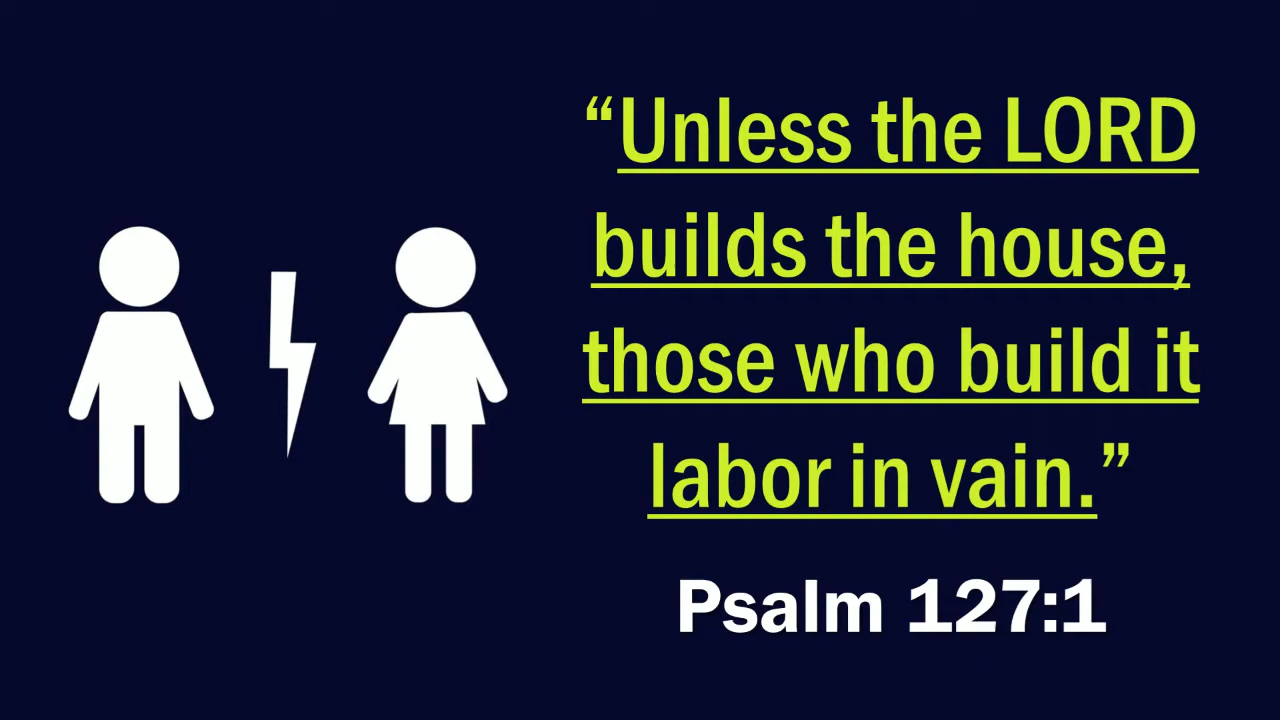 “Unless the LORD
builds the house,
those who build it
labor in vain.”
Psalm 127:1